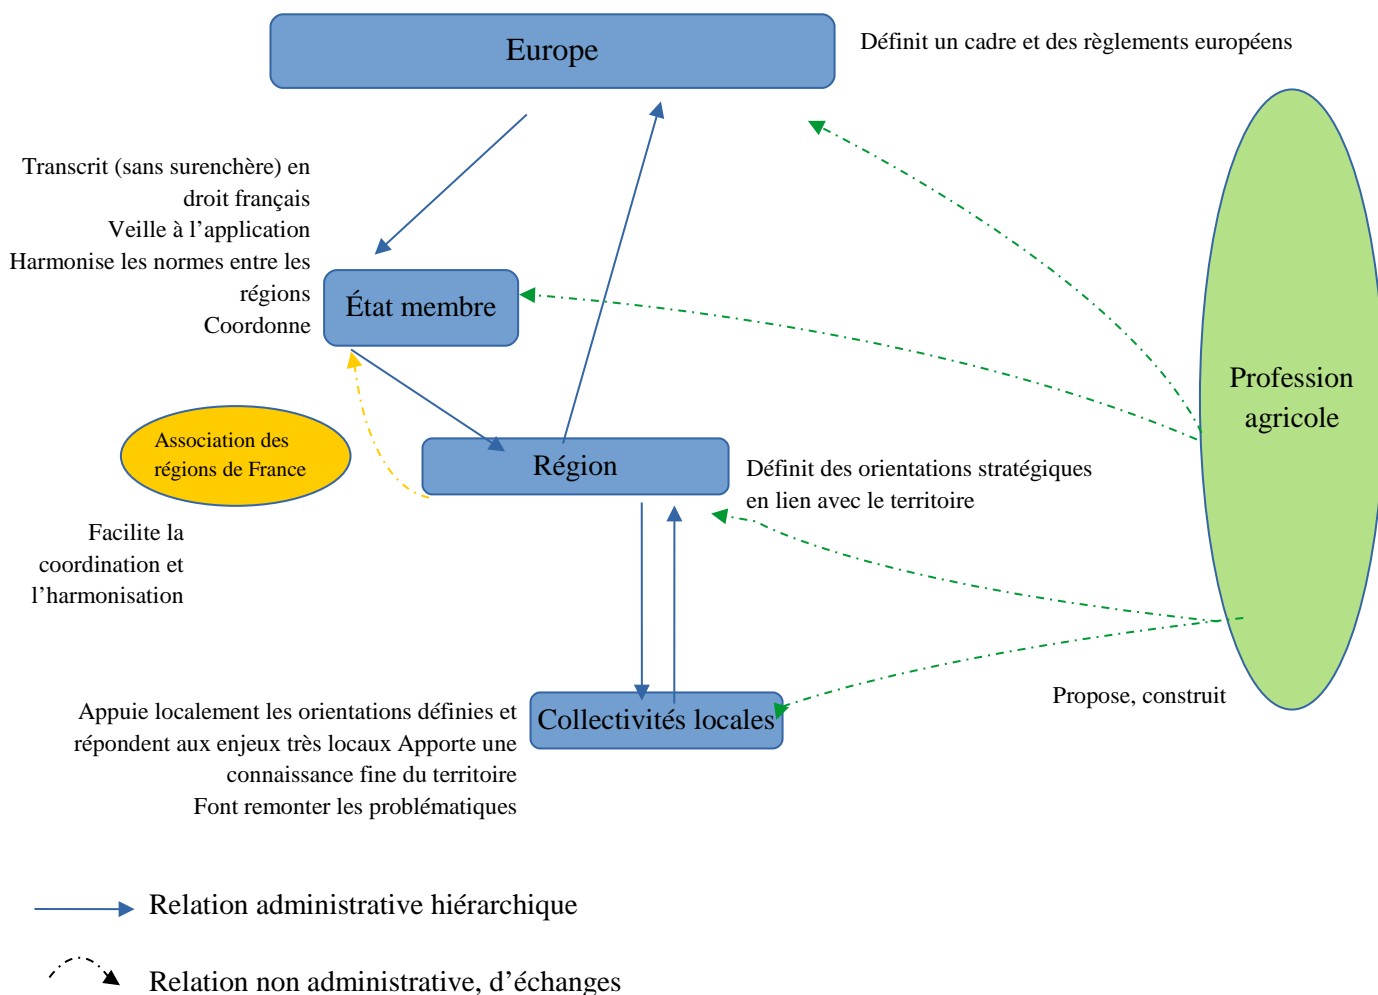 Europe
Définit un cadre et des règlements européens
Transcrit (sans surenchère) en
droit français
Veille à l’application
Harmonise les normes entre les
régions
Coordonne
État membre
Profession
agricole
Association des
régions de France
Région
Définit des orientations stratégiques
en lien avec le territoire
Facilite la
coordination et
l’harmonisation
Propose, construit
Appuie localement les orientations définies et
répondent aux enjeux très locaux Apporte une
connaissance fine du territoire
Font remonter les problématiques
Collectivités locales
Relation administrative hiérarchique
Relation non administrative, d’échanges